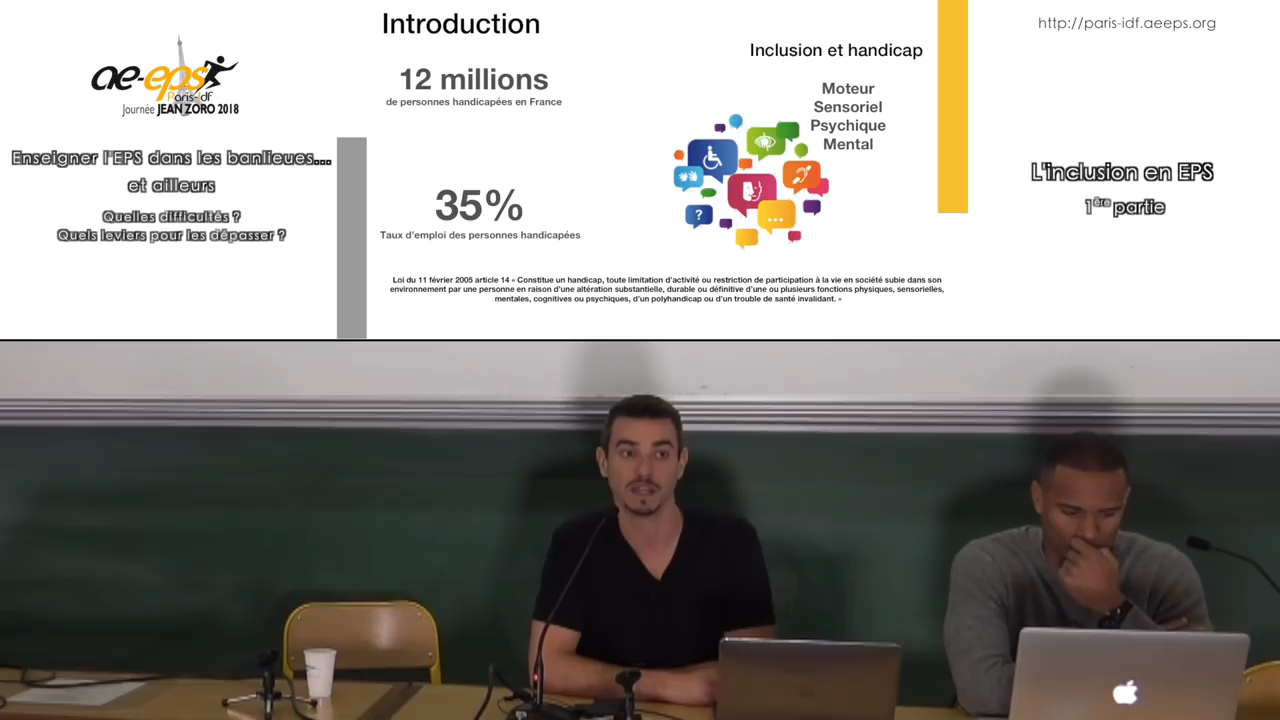 ae-eps
Paris-idf
Journée JEAN ZORO 2018
Enseigner l'EPS dans les banlieues...
et ailleurs
Quelles difficultés ?
Quels leviers pour les dépasser ?
Introduction
12 millions
de personnes handicapées en France
35%
Taux d'emploi des personnes handicapées
Inclusion et handicap
Moteur
Sensoriel
Psychique
Mental
?
...
Loi du 11 février 2005 article 14 « Constitue un handicap, toute limitation d'activité ou restriction de participation à la vie en société subie dans son
environnement par une personne en raison d'une altération substantielle, durable ou définitive d'une ou plusieurs fonctions physiques, sensorielles,
mentales, cognitives ou psychiques, d'un polyhandicap ou d'un trouble de santé invalidant. »
http://paris-idf.aeeps.org
L'inclusion en EPS
1ère partie